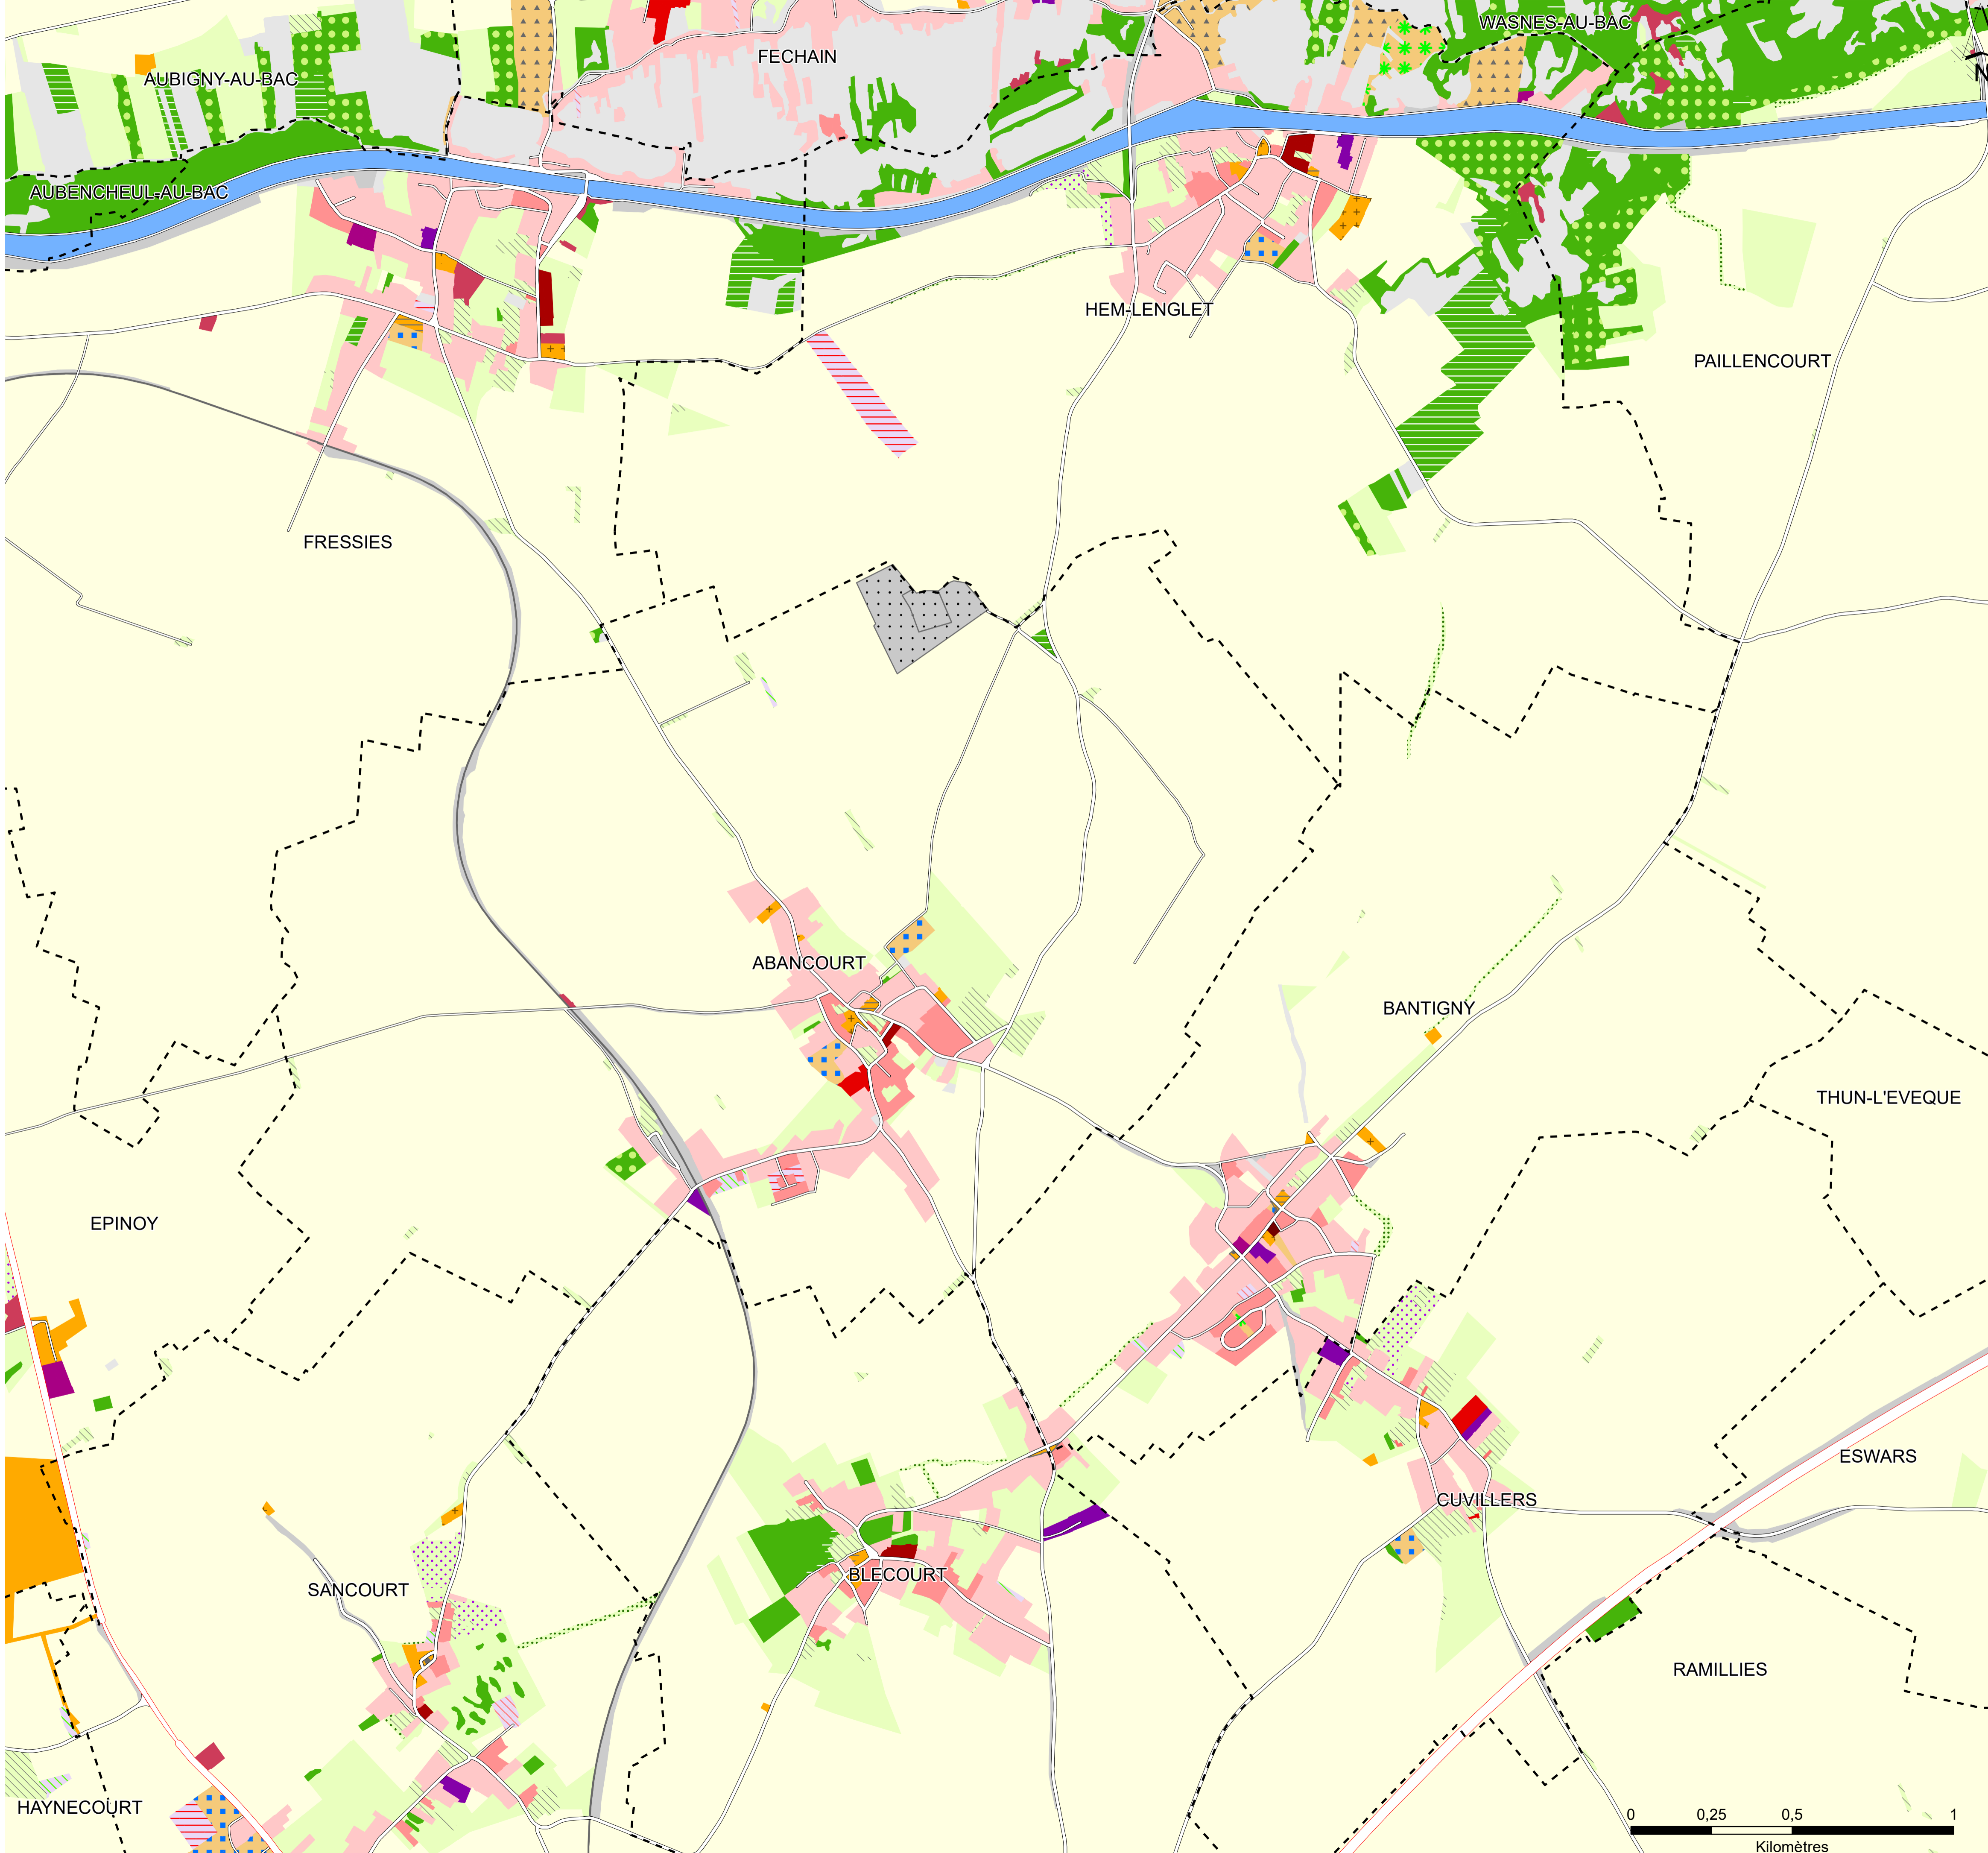 WASNES-AU-BAC
FECHAIN
AUBIGNY-AU-BAC
N
AUBENCHEUL-AU-BAC
HEM-LENGLET
PAILLENCOURT
FRESSIES
ABANCOURT
BANTIGNY
THUN-L'EVEQUE
EPINOY
ESWARS
CUVILLERS
BLECOURT
SANCOURT
RAMILLIES
HAYNECOURT
0 0,25 0,5 1
Kilomètres